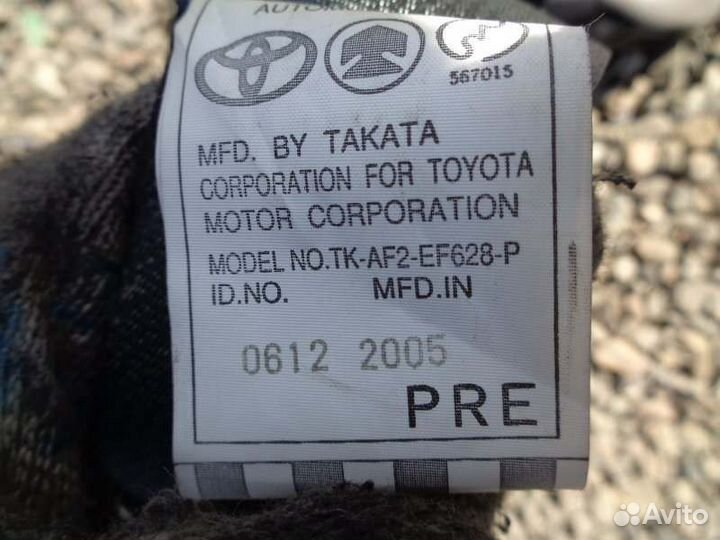 567015
MFD. BY TAKATA
CORPORATION FOR TOYOTA
MOTOR CORPORATION
MODEL NO.TK-AF2-EF628-P
ID.NO. MFD.IN
0612 2005
PRE
Avito